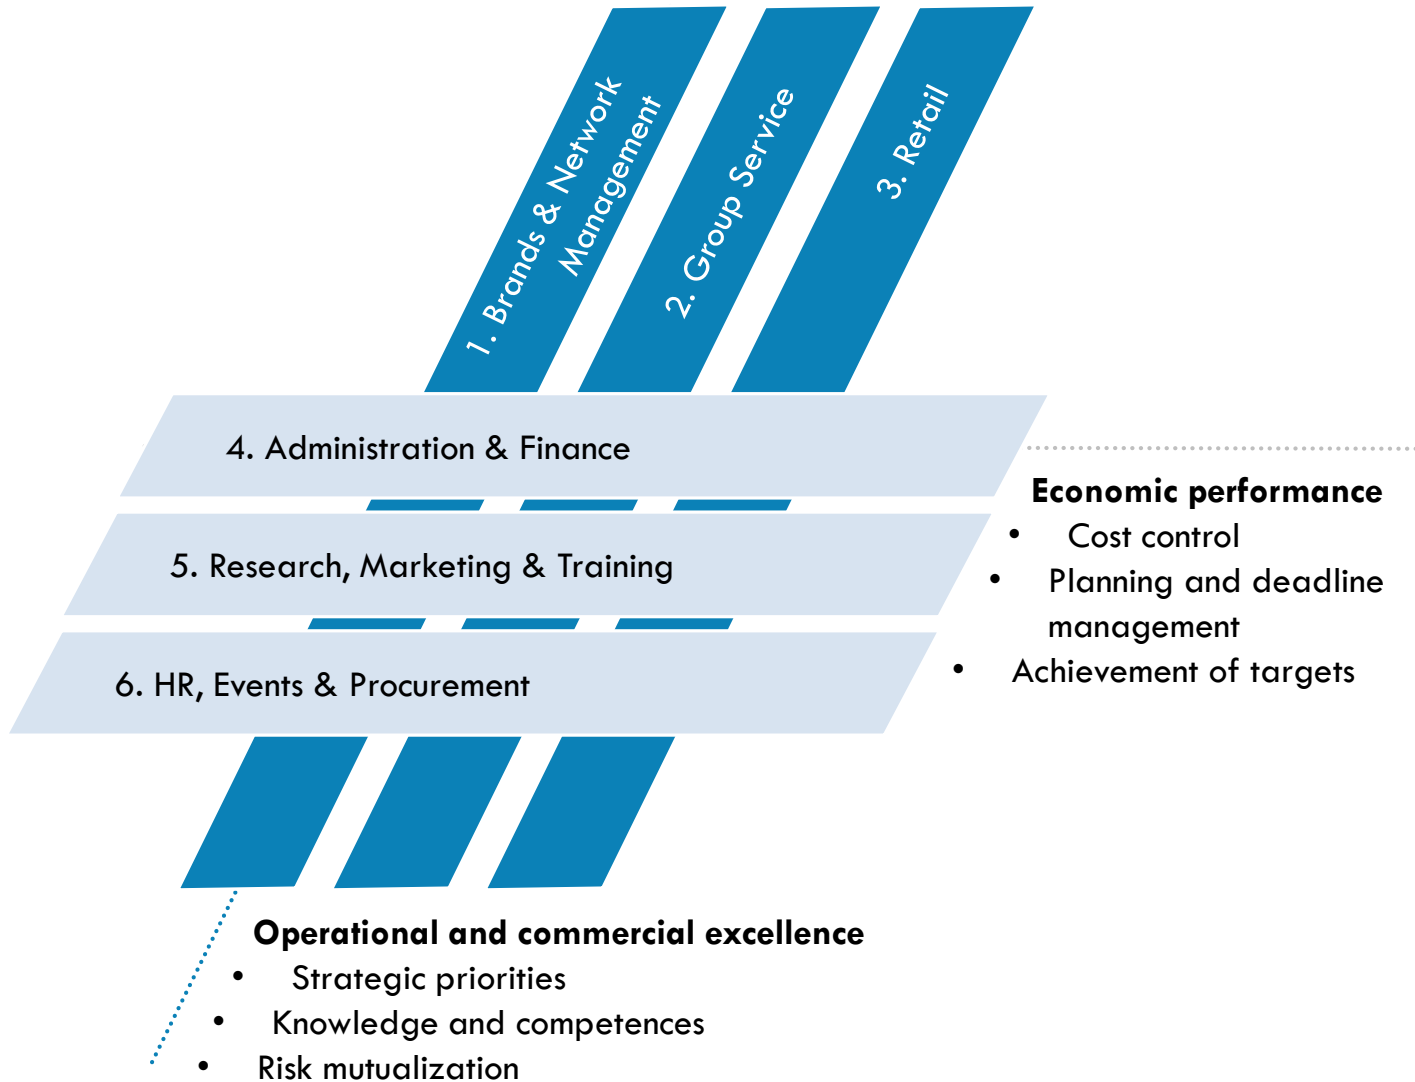 1. Brands & Network
Management
2. Group Service
3. Retail
4. Administration & Finance
5. Research, Marketing & Training
6. HR, Events & Procurement
Economic performance
• Cost control
• Planning and deadline
management
• Achievement of targets
Operational and commercial excellence
• Strategic priorities
• Knowledge and competences
• Risk mutualization